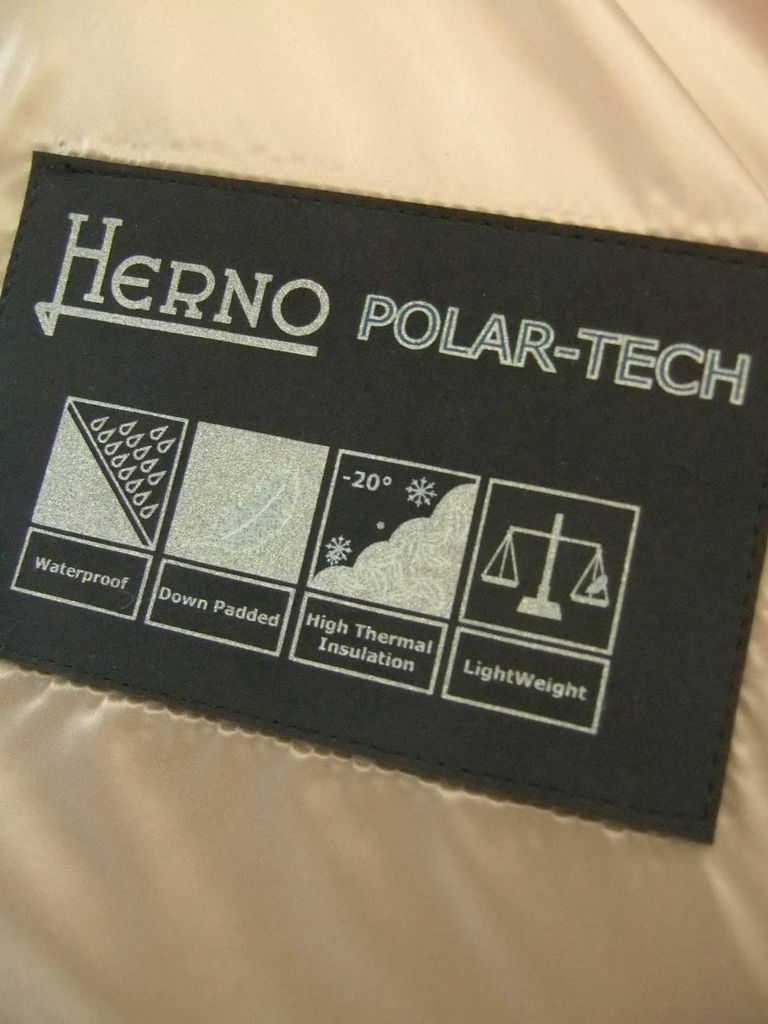 HERNO POLAR-TECH
-20°
Waterproof
Down Padded
High Thermal
Insulation
LightWeight